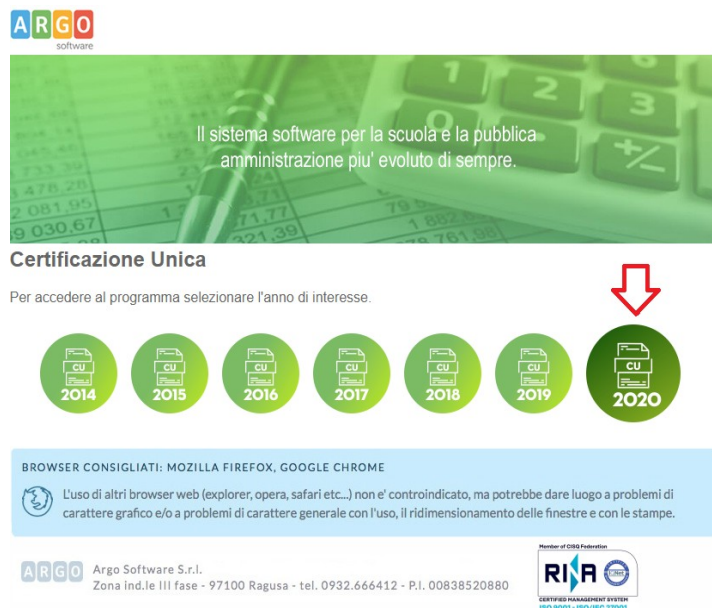 ARGO
software
Il sistema software per la scuola e la pubblica
amministrazione piu' evoluto di sempre.
Certificazione Unica
Per accedere al programma selezionare l'anno di interesse.
CU
2014
CU
2015
CU
2016
CU
2017
CU
2018
CU
2019
CU
2020
BROWSER CONSIGLIATI: MOZILLA FIREFOX, GOOGLE CHROME
L'uso di altri browser web (explorer, opera, safari etc...) non e' controindicato, ma potrebbe dare luogo a problemi di
carattere grafico e/o a problemi di carattere generale con l'uso, il ridimensionamento delle finestre e con le stampe.
ARGO
Argo Software S.r.l.
Zona ind.le III fase - 97100 Ragusa - tel. 0932.666412 - P.I. 00838520880
Member of CISQ Federation
RINA
CERTIFIED MANAGEMENT SYSTEM
ISO 9001 - ISO/IEC 27001